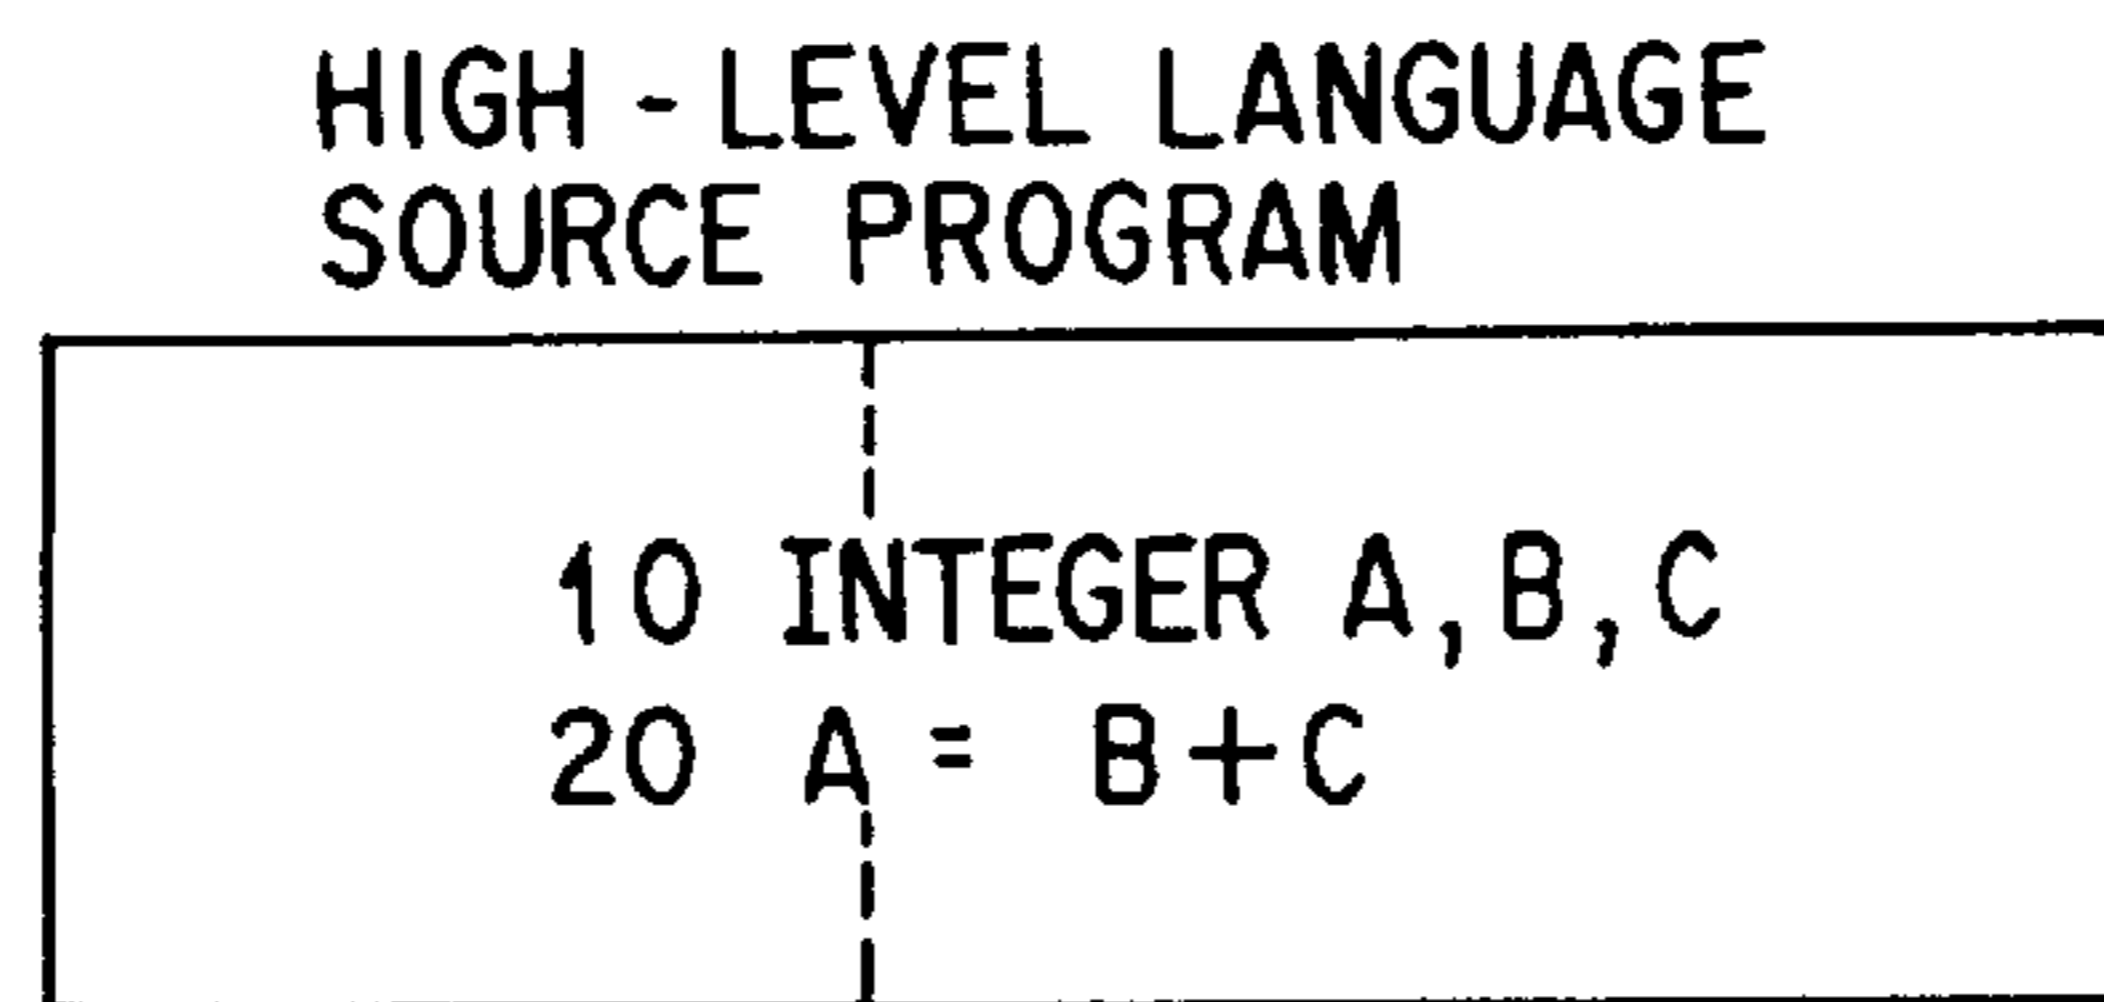 HIGH - LEVEL LANGUAGE
SOURCE PROGRAM
10 INTEGER A,B,C
20 A = B+C